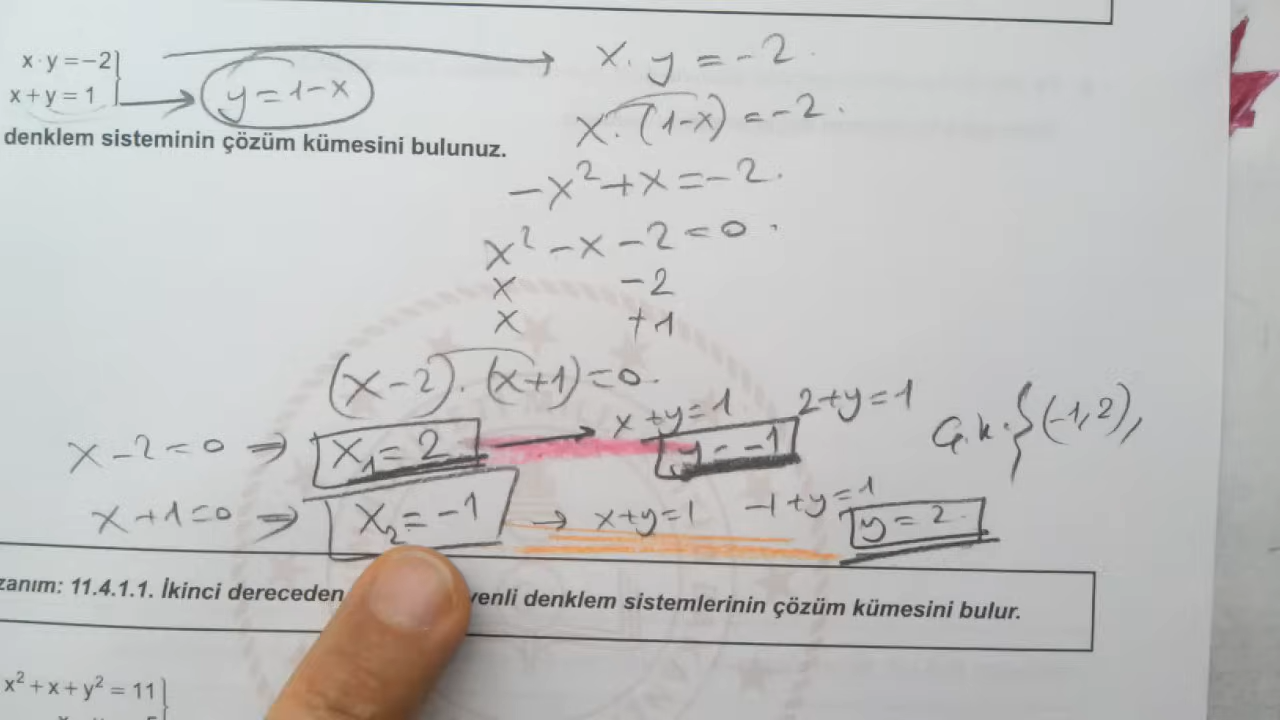 x·y=-2
x+y=1
y=1-x
denklem sisteminin çözüm kümesini bulunuz.
x.y=-2
x.(1-x)=-2
-x²+x=-2
x²-x-2=0
x -2
x +1
(x-2).(x+1)=0
x-2=0 ⇒ x₁=2 → x+y=1 2+y=1 y=-1
x+1=0 ⇒ x₂=-1 → x+y=1 -1+y=1 y=2
Ç.k. {(-1,2),
zanım: 11.4.1.1. İkinci dereceden venli denklem sistemlerinin çözüm kümesini bulur.
x²+x+y²=11